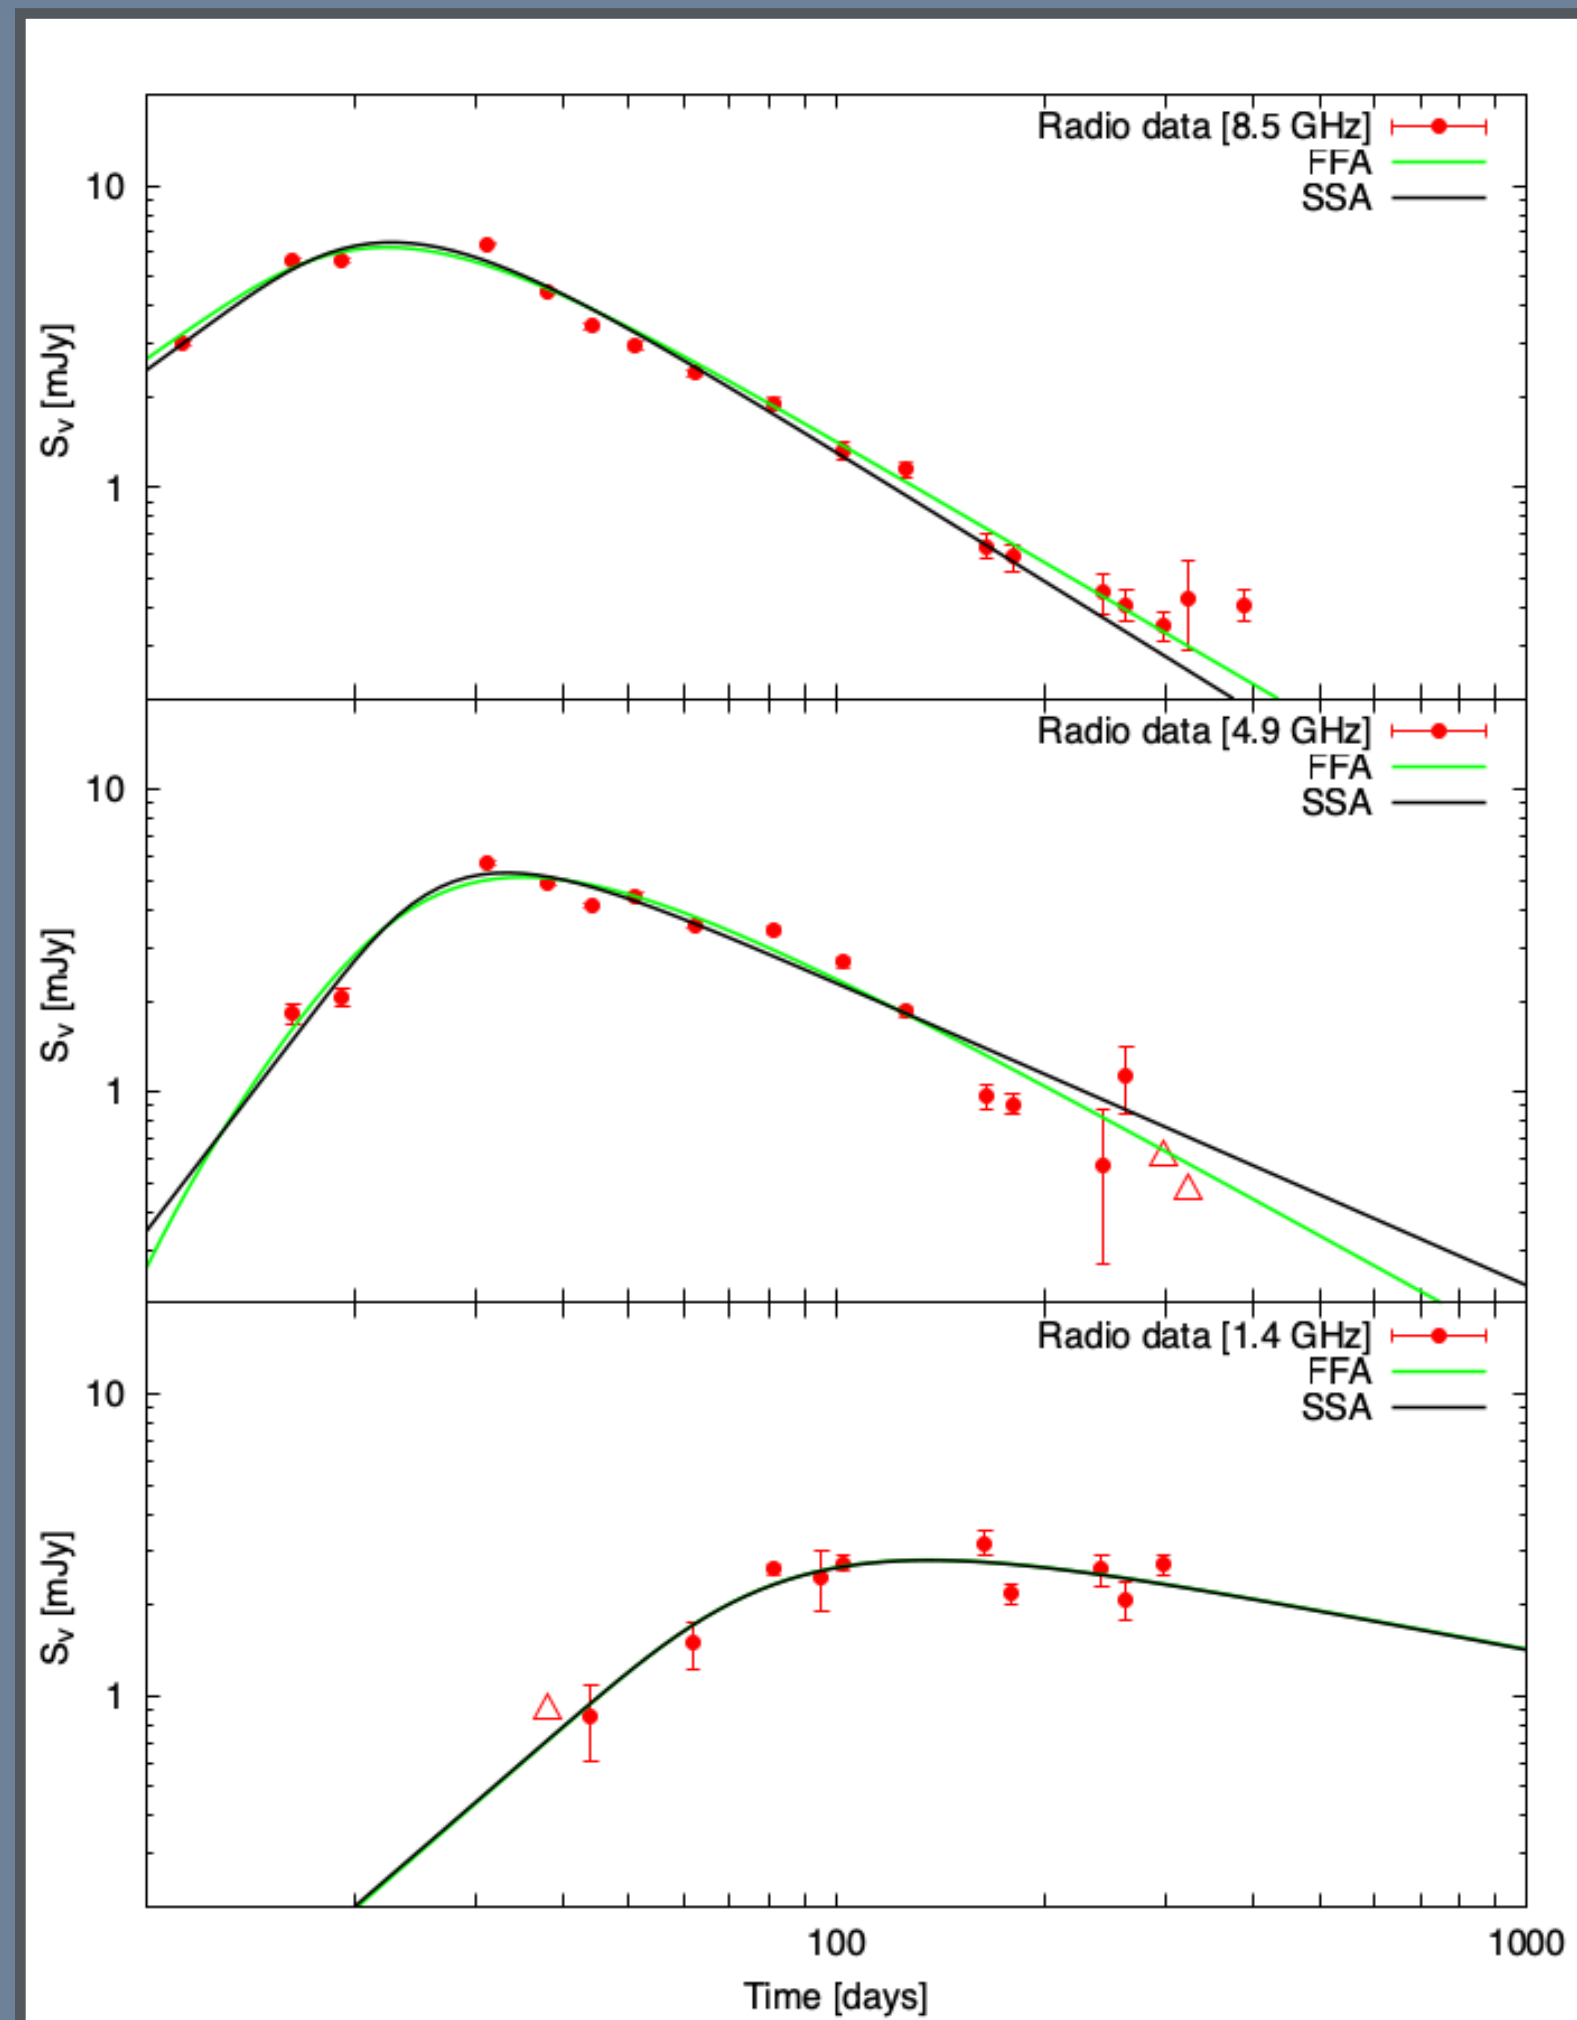 Radio data [8.5 GHz]
FFA
SSA
10
1
Sν [mJy]
Radio data [4.9 GHz]
FFA
SSA
10
1
Sν [mJy]
Radio data [1.4 GHz]
FFA
SSA
10
1
Sν [mJy]
100
1000
Time [days]